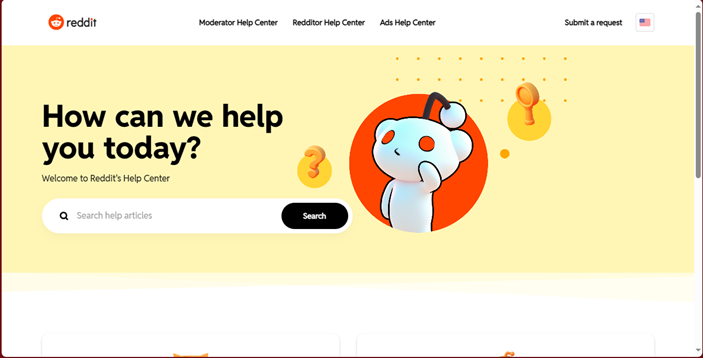 reddit
Moderator Help Center
Redditor Help Center
Ads Help Center
Submit a request
How can we help
you today?
Welcome to Reddit's Help Center
Search help articles
Search